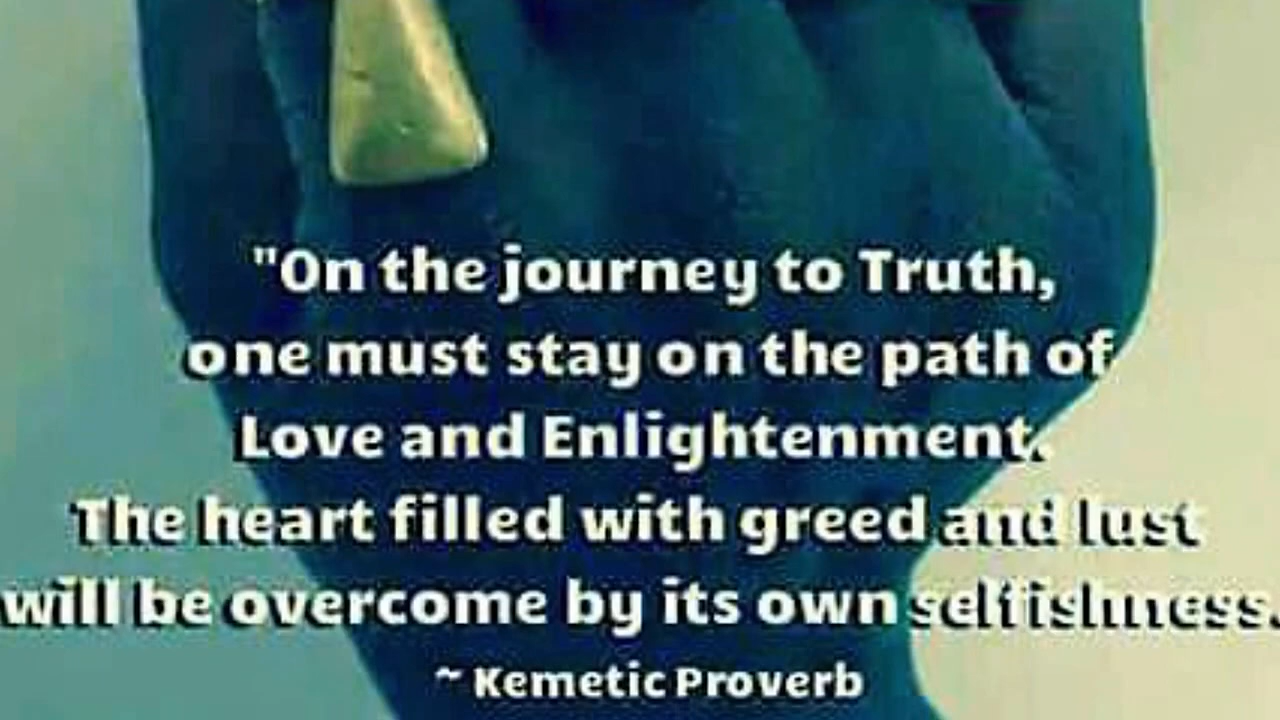 "On the journey to Truth,
one must stay on the path of
Love and Enlightenment.
The heart filled with greed and lust
will be overcome by its own selfishness.
~ Kemetic Proverb